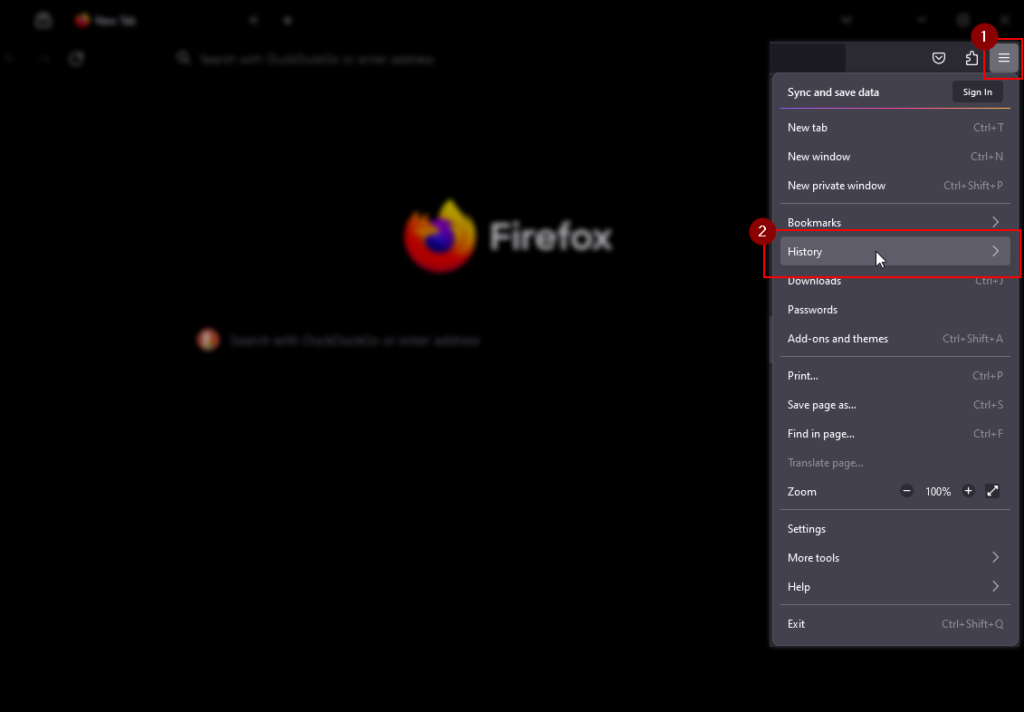 New Tab
1
Search with DuckDuckGo or enter address
Sync and save data Sign In
New tab Ctrl+T
New window Ctrl+N
New private window Ctrl+Shift+P
Bookmarks
2
History
Downloads Ctrl+J
Passwords
Add-ons and themes Ctrl+Shift+A
Print... Ctrl+P
Save page as... Ctrl+S
Find in page... Ctrl+F
Translate page...
Zoom 100%
Settings
More tools
Help
Exit Ctrl+Shift+Q
Firefox
Search with DuckDuckGo or enter address